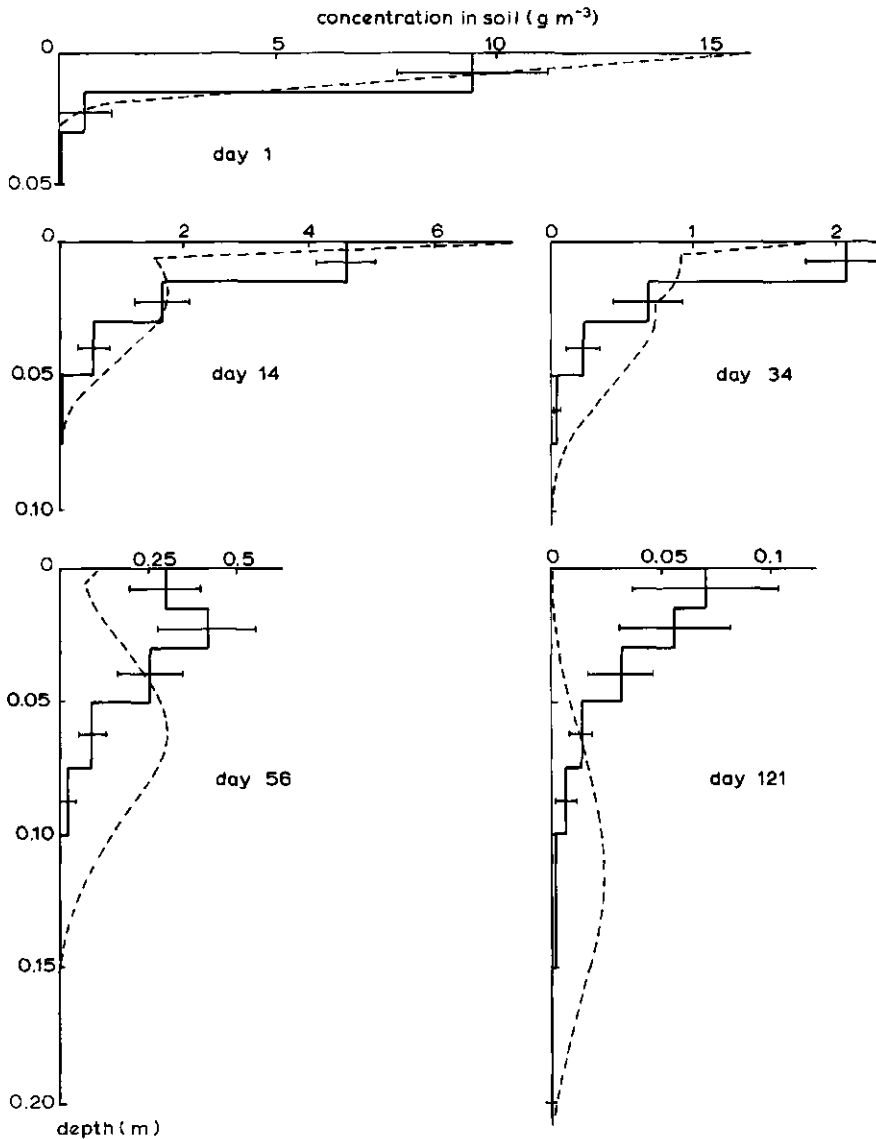 concentration in soil (g m⁻³)
0 5 10 15
0.05
day 1
0 2 4 6
0.05
0.10
day 14
0 1 2
day 34
0 0.25 0.5
0.05
0.10
0.15
0.20
day 56
0 0.05 0.1
day 121
depth (m)